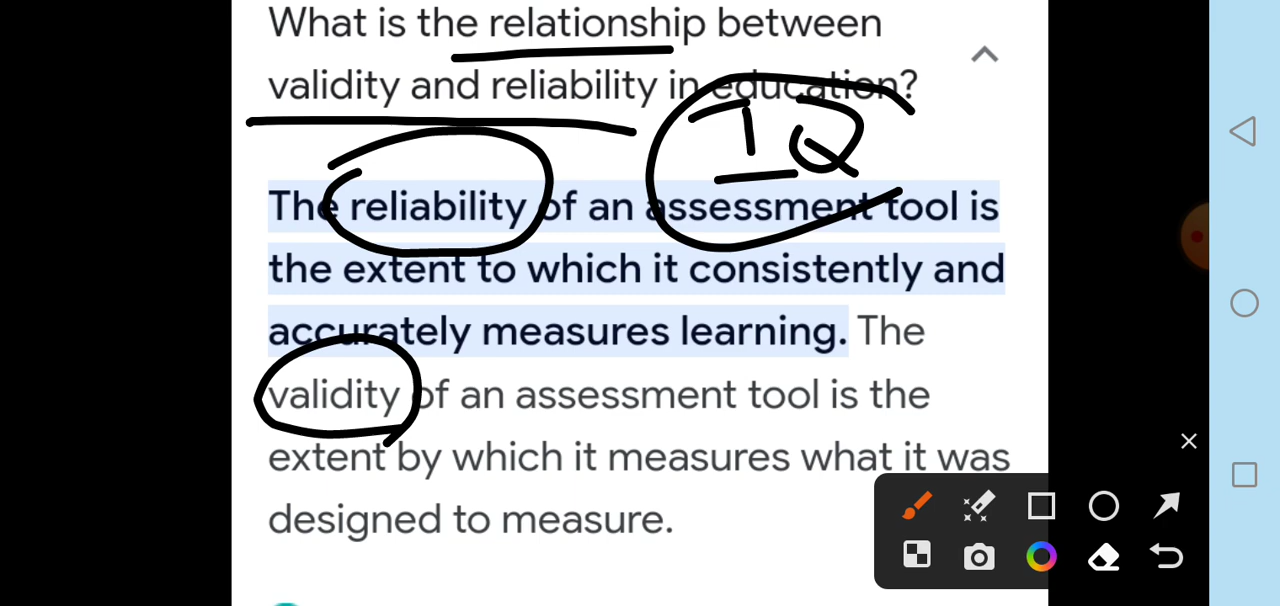 What is the relationship between
validity and reliability in education?
IQ
The reliability of an assessment tool is
the extent to which it consistently and
accurately measures learning. The
validity of an assessment tool is the
extent by which it measures what it was
designed to measure.